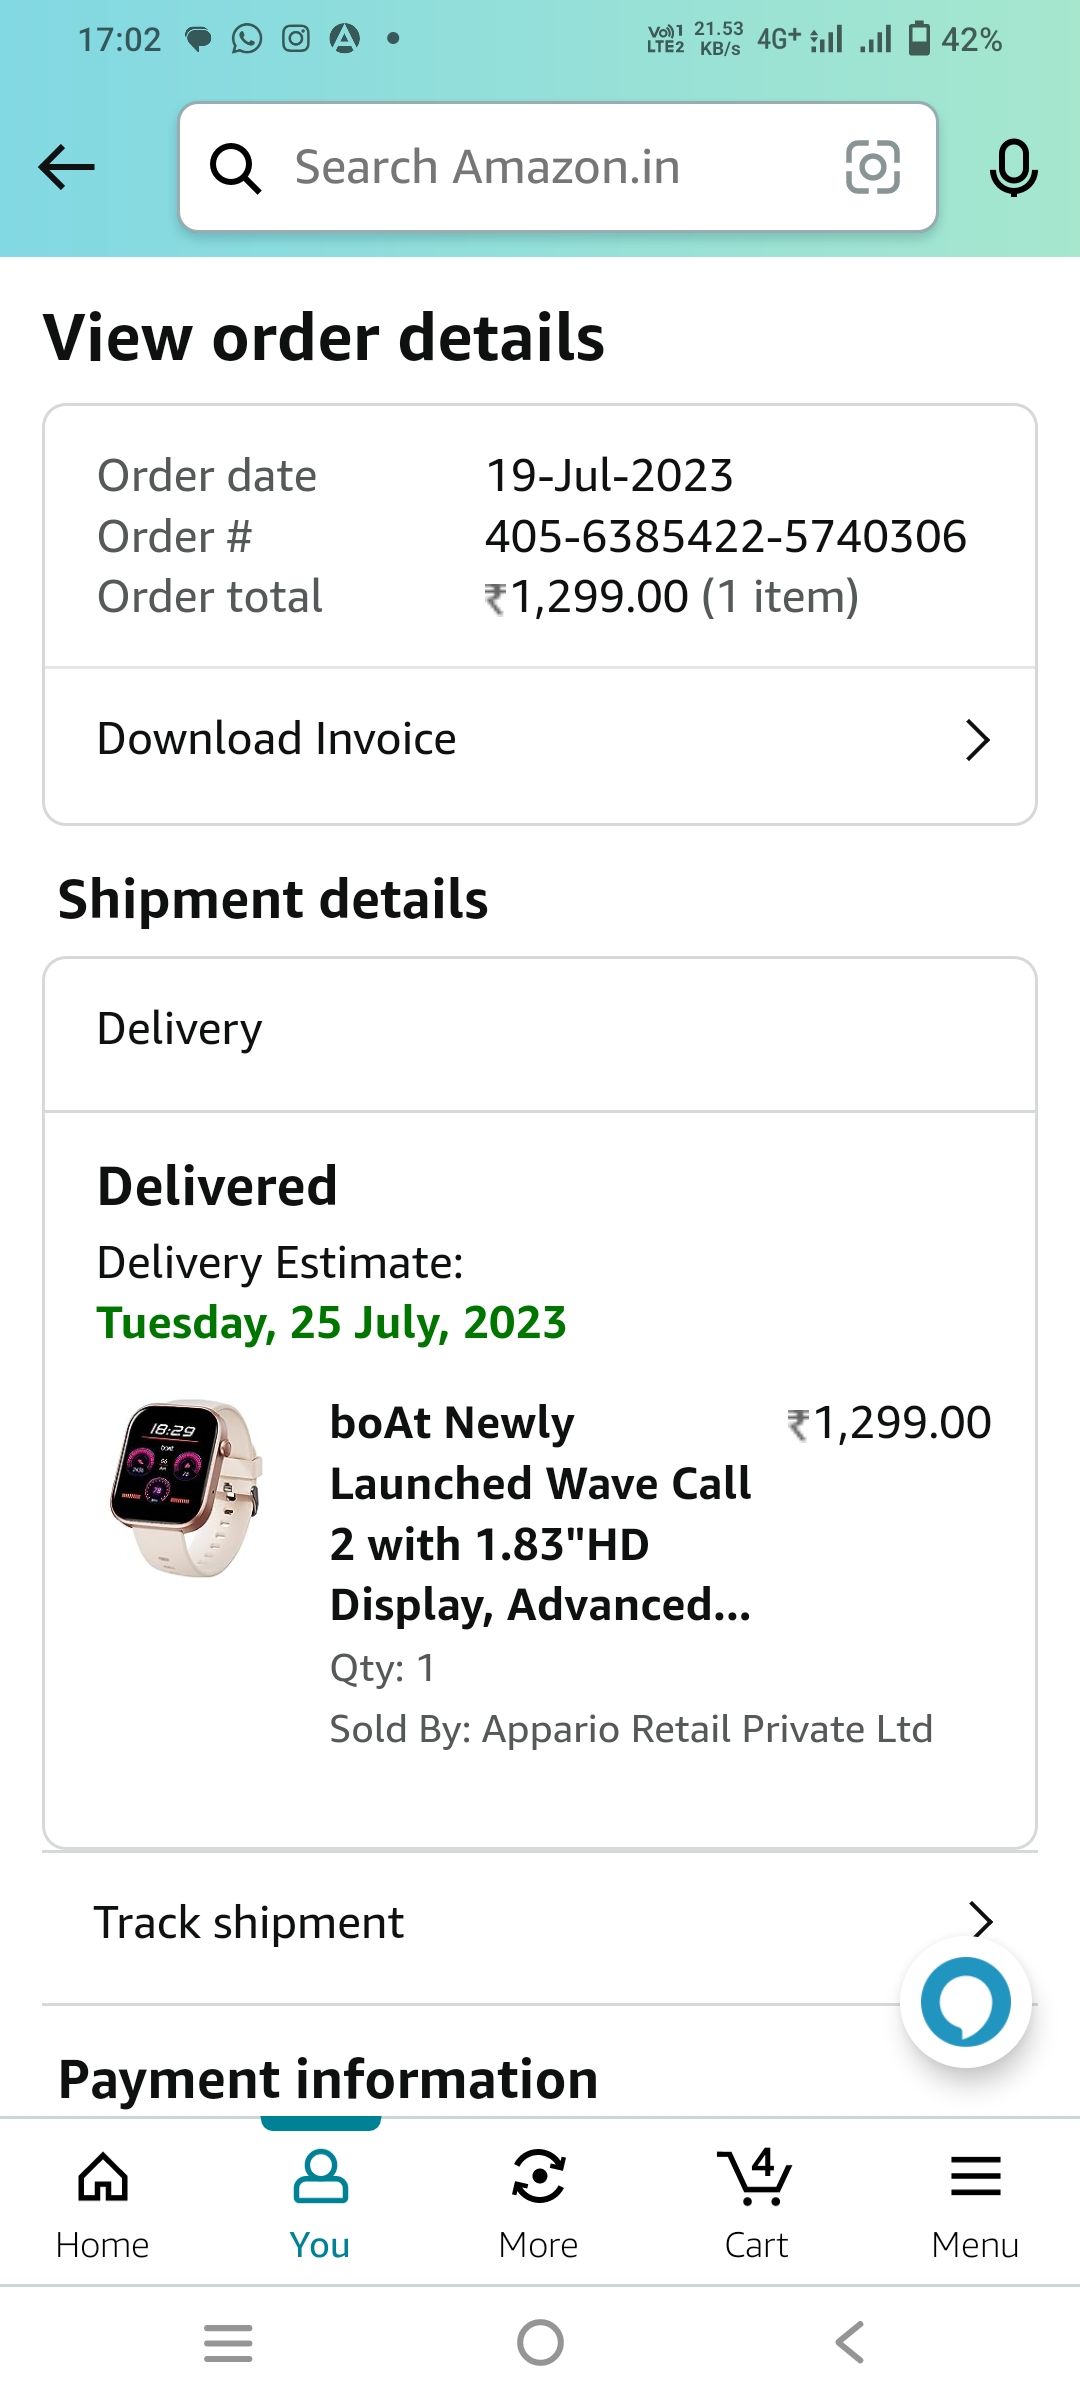 17:02
Vo))1 LTE2 21.53 KB/s 4G+ 42%
Search Amazon.in
View order details
Order date 19-Jul-2023
Order # 405-6385422-5740306
Order total ₹1,299.00 (1 item)
Download Invoice
Shipment details
Delivery
Delivered
Delivery Estimate:
Tuesday, 25 July, 2023
18:29
boAt Newly ₹1,299.00
Launched Wave Call
2 with 1.83"HD
Display, Advanced...
Qty: 1
Sold By: Appario Retail Private Ltd
Track shipment
Payment information
4
Home You More Cart Menu